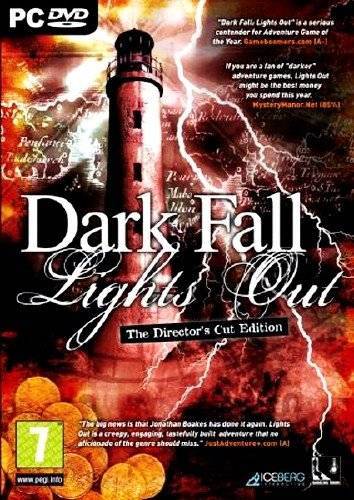 PC DVD
"Dark Fall: Lights Out" is a serious
contender for Adventure Game of
the Year. Gameboomers.com (A-)
If you are a fan of "darker"
adventure games, Lights Out
might be the best money
you spend this year.
MysteryManor.Net (85%)
Dark Fall
Lights Out
The Director's Cut Edition
"The big news is that Jonathan Boakes has done it again. Lights
Out is a creepy, engaging, lastefully built adventure that no
aficionado of the genre should miss." JustAdventure+.com (A)
7
www.pegi.info
ICEBERG
INTERACTIVE